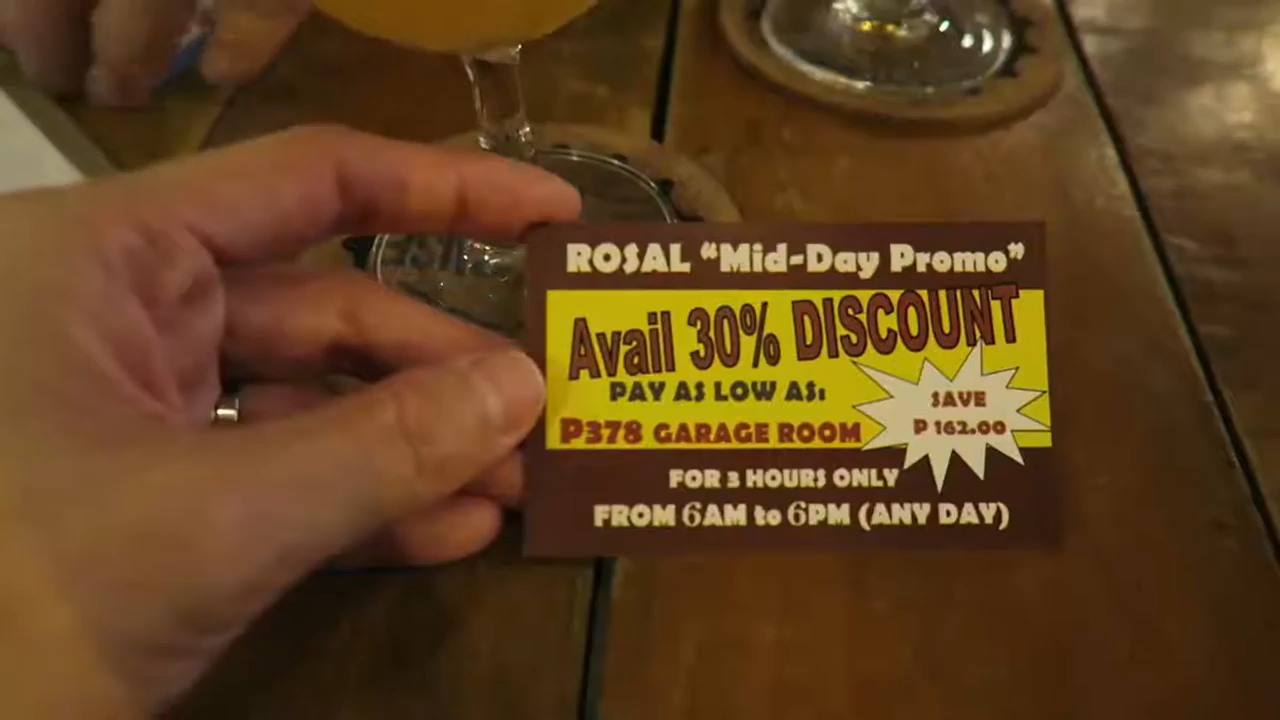 ROSAL “Mid-Day Promo”
Avail 30% DISCOUNT
PAY AS LOW AS:
P378 GARAGE ROOM
SAVE
P 162.00
FOR 3 HOURS ONLY
FROM 6AM to 6PM (ANY DAY)